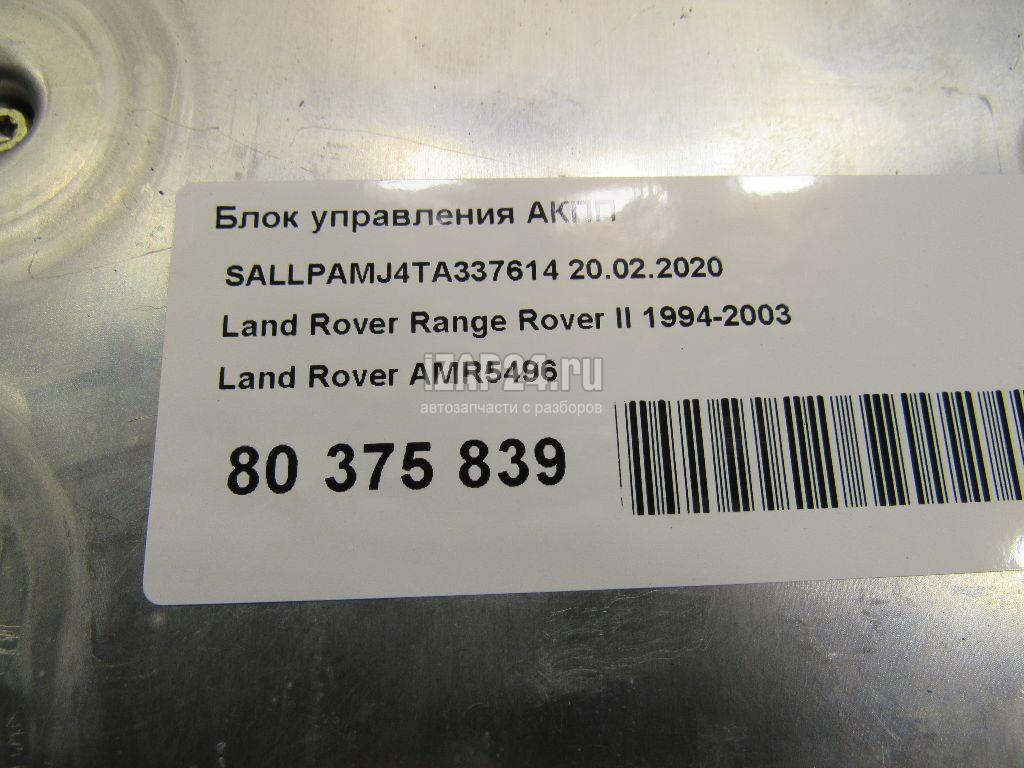 Блок управления АКПП
SALLPAMJ4TA337614 20.02.2020
Land Rover Range Rover II 1994-2003
Land Rover AMR5496
iZAP24.ru
автозапчасти с разборов
80 375 839